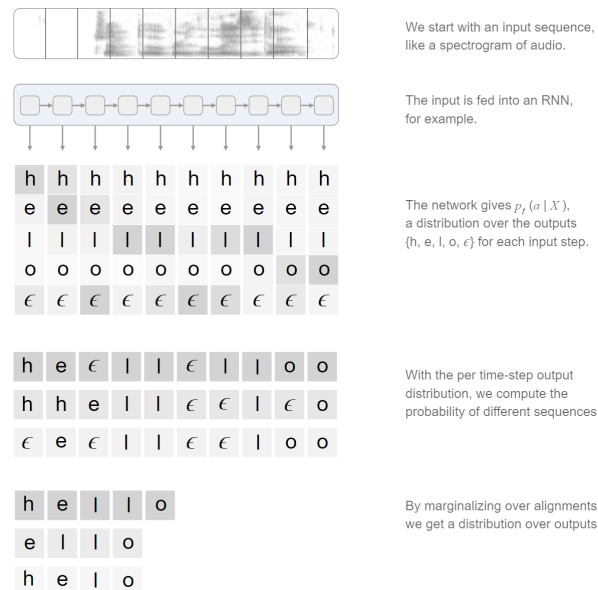 We start with an input sequence,
like a spectrogram of audio.
The input is fed into an RNN,
for example.
h h h h h h h h h h
e e e e e e e e e e
l l l l l l l l l l
o o o o o o o o o o
ϵ ϵ ϵ ϵ ϵ ϵ ϵ ϵ ϵ ϵ
The network gives pₜ (a | X),
a distribution over the outputs
{h, e, l, o, ϵ} for each input step.
h e ϵ l l ϵ l l o o
h h e l l ϵ ϵ l ϵ o
ϵ e ϵ l l ϵ ϵ l o o
With the per time-step output
distribution, we compute the
probability of different sequences
h e l l o
e l l o
h e l o
By marginalizing over alignments
we get a distribution over outputs